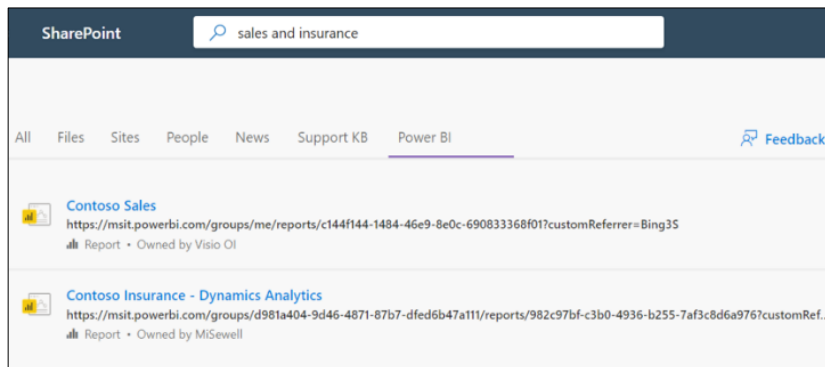 SharePoint
sales and insurance
All Files Sites People News Support KB Power BI Feedback
Contoso Sales
https://msit.powerbi.com/groups/me/reports/c144f144-1484-46e9-8e0c-690833368f01?customReferrer=Bing3S
Report • Owned by Visio OI
Contoso Insurance - Dynamics Analytics
https://msit.powerbi.com/groups/d981a404-9d46-4871-87b7-dfed6b47a111/reports/982c97bf-c3b0-4936-b255-7af3c8d6a976?customRef...
Report • Owned by MiSewell